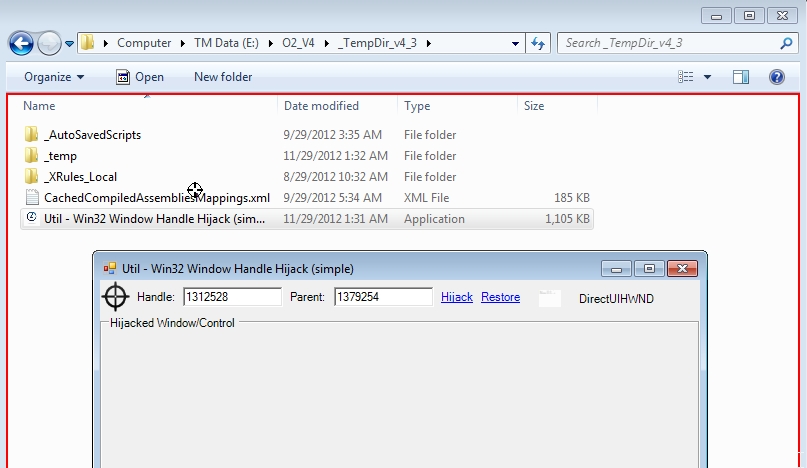 Computer TM Data (E:) O2_V4 _TempDir_v4_3 Search _TempDir_v4_3
Organize Open New folder
Name Date modified Type Size
_AutoSavedScripts 9/29/2012 3:35 AM File folder
_temp 11/29/2012 1:32 AM File folder
_XRules_Local 8/29/2012 10:32 AM File folder
CachedCompiledAssembliesMappings.xml 9/29/2012 5:34 AM XML File 185 KB
Util - Win32 Window Handle Hijack (sim... 11/29/2012 1:31 AM Application 1,105 KB
Util - Win32 Window Handle Hijack (simple)
Handle: 1312528 Parent: 1379254 Hijack Restore DirectUIHWND
Hijacked Window/Control